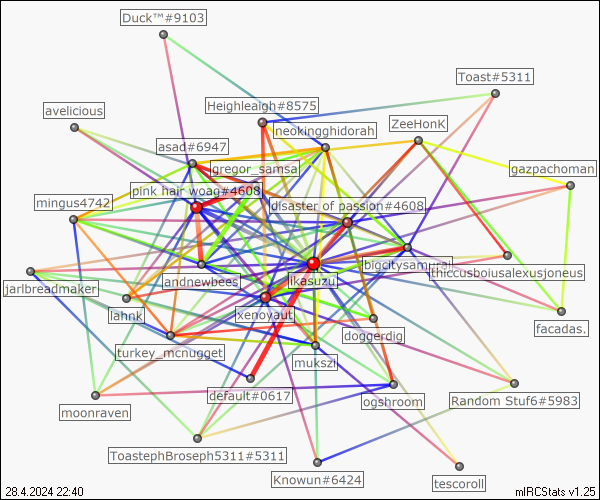 Duck™#9103
Toast#5311
Heighleaigh#8575
avelicious
ZeeHonK
neokingghidorah
asad#6947
gregor_samsa
gazpachoman
pink hair woag#4608
mingus4742
disaster of passion#4608
bigcitysamurai
thiccusboiusalexusjoneus
andnewbees
ikasuzu
jarlbreadmaker
lahnk
xenoyaut
facadas.
doggerdig
turkey_mcnugget
mukszi
default#0617
ogshroom
Random Stuf6#5983
moonraven
ToastephBroseph5311#5311
Knowun#6424
tescoroll
28.4.2024 22:40
mIRCStats v1.25